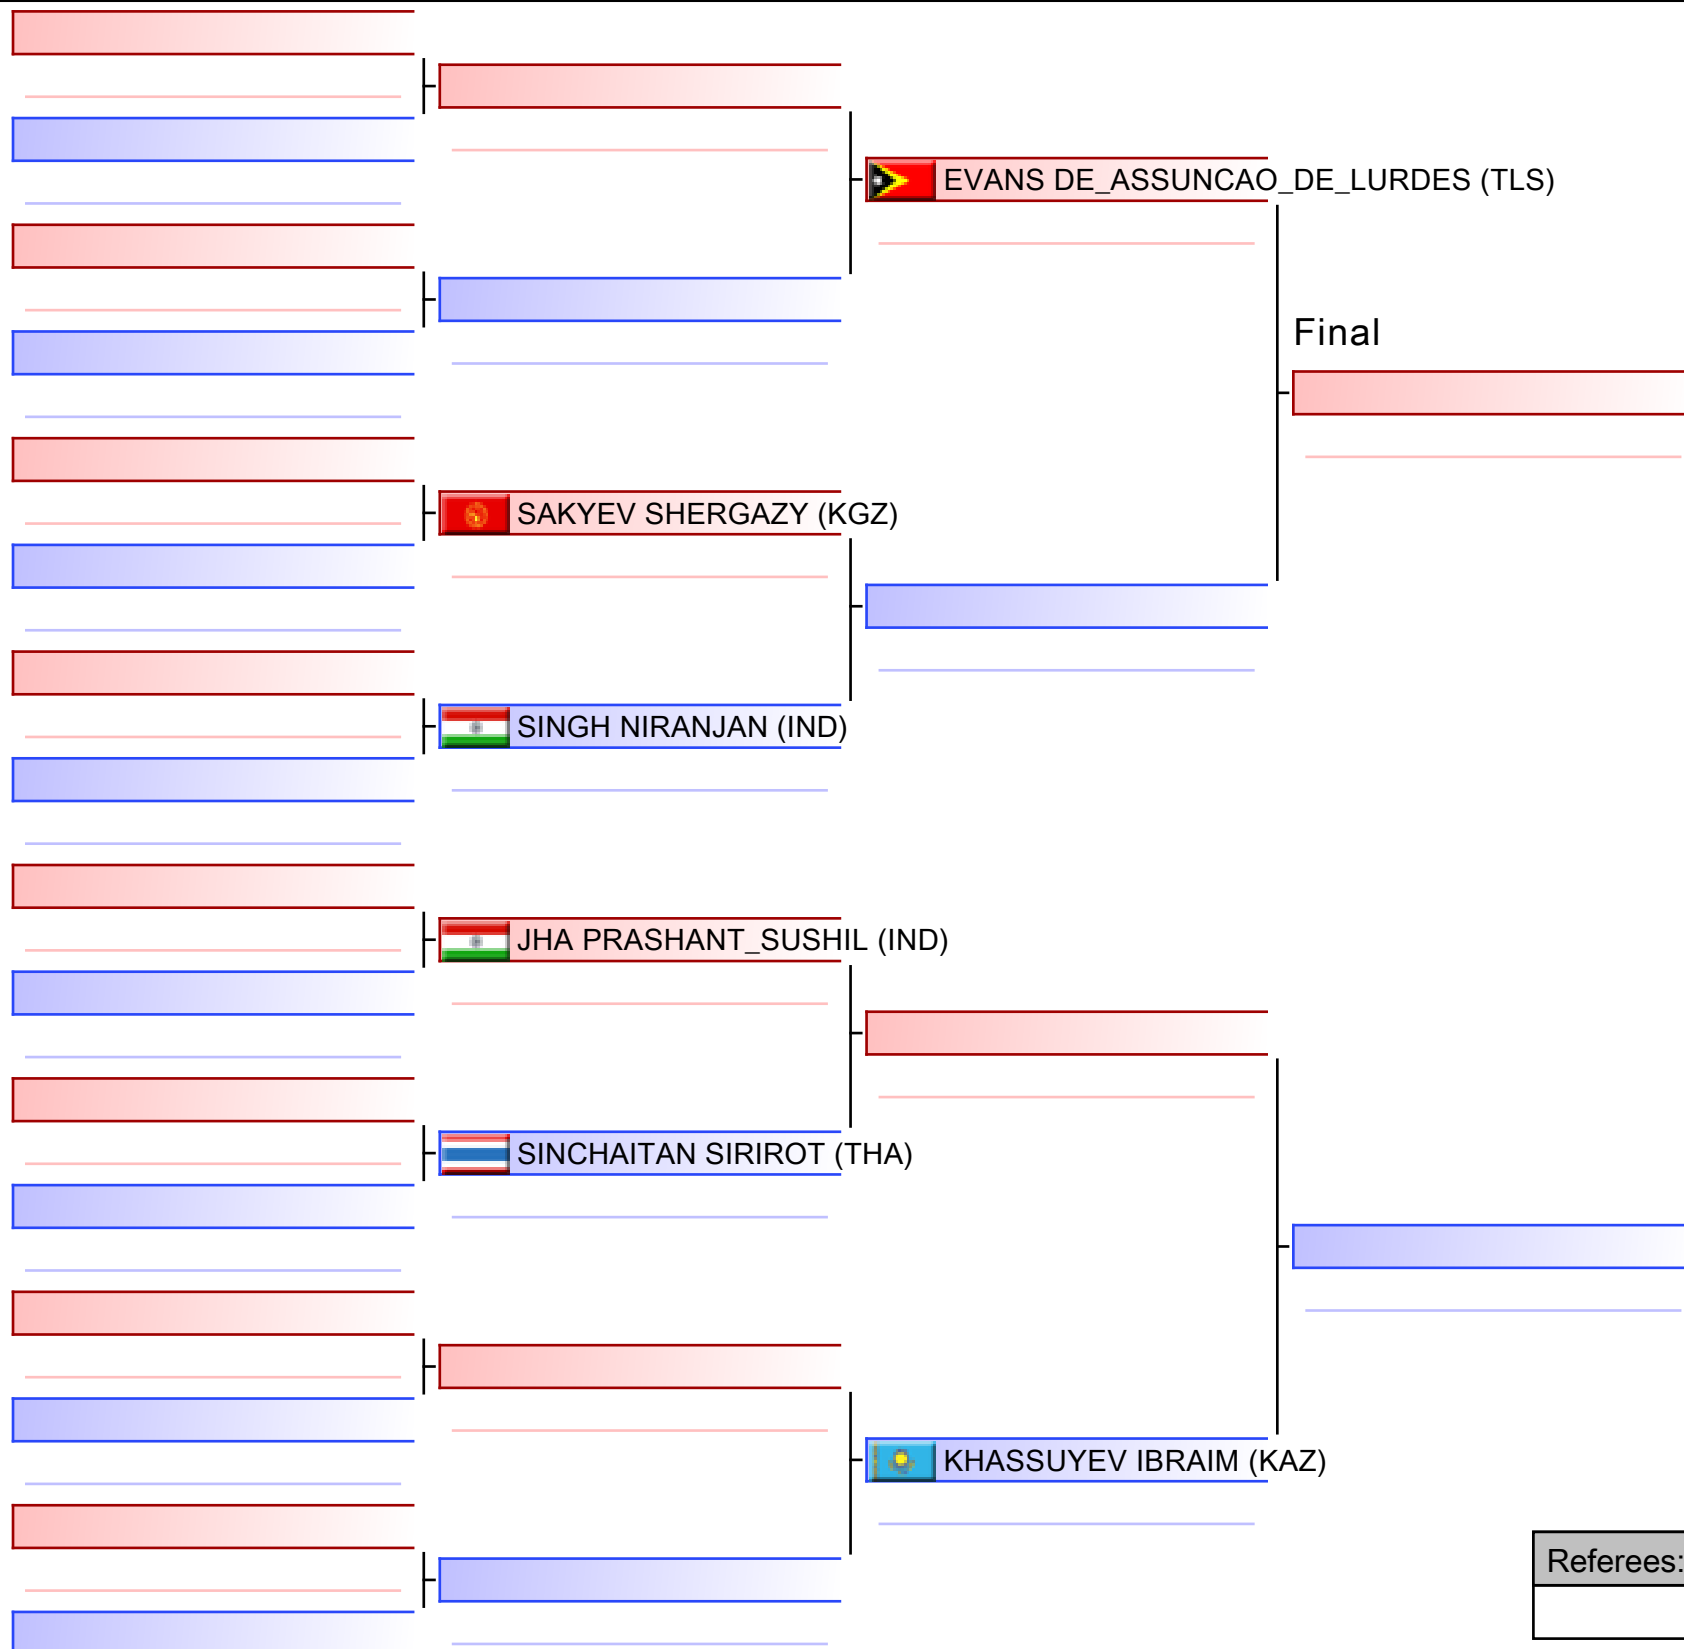 EVANS DE_ASSUNCAO_DE_LURDES (TLS)
Final
SAKYEV SHERGAZY (KGZ)
SINGH NIRANJAN (IND)
JHA PRASHANT_SUSHIL (IND)
SINCHAITAN SIRIROT (THA)
KHASSUYEV IBRAIM (KAZ)
Referees: